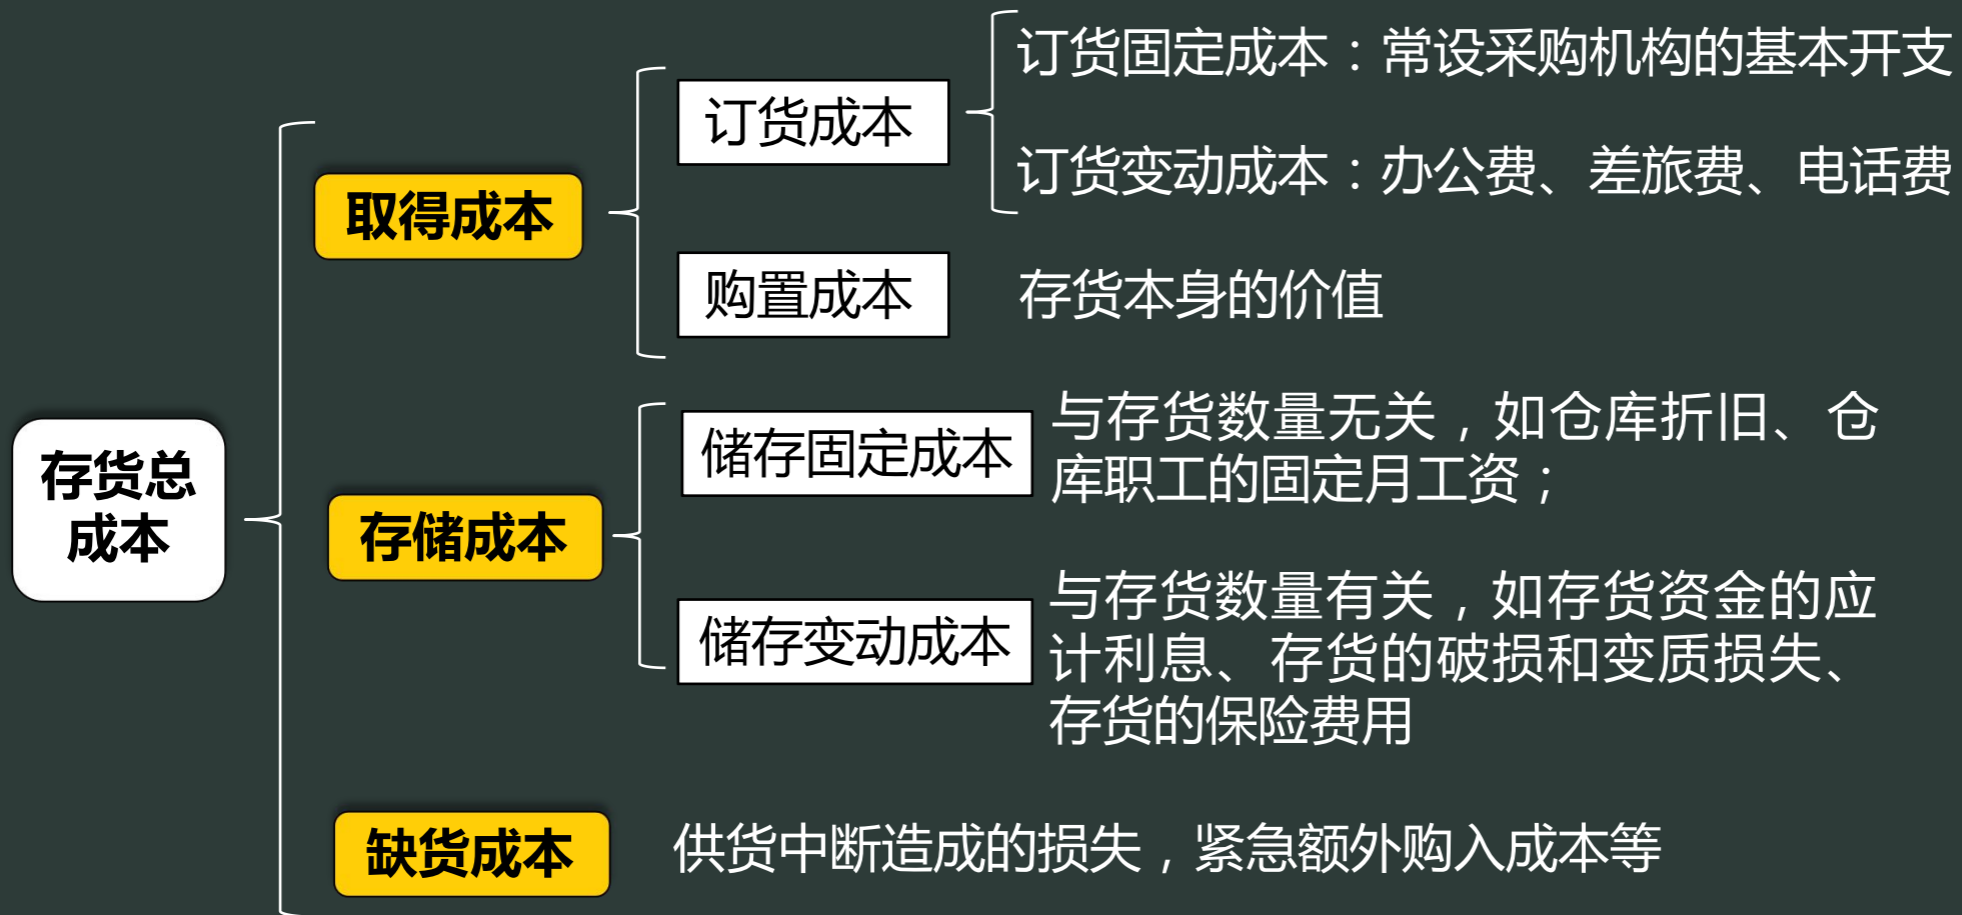 订货固定成本：常设采购机构的基本开支
订货成本
订货变动成本：办公费、差旅费、电话费
取得成本
购置成本
存货本身的价值
存货总
成本
储存固定成本
与存货数量无关，如仓库折旧、仓
库职工的固定月工资；
存储成本
储存变动成本
与存货数量有关，如存货资金的应
计利息、存货的破损和变质损失、
存货的保险费用
缺货成本
供货中断造成的损失，紧急额外购入成本等